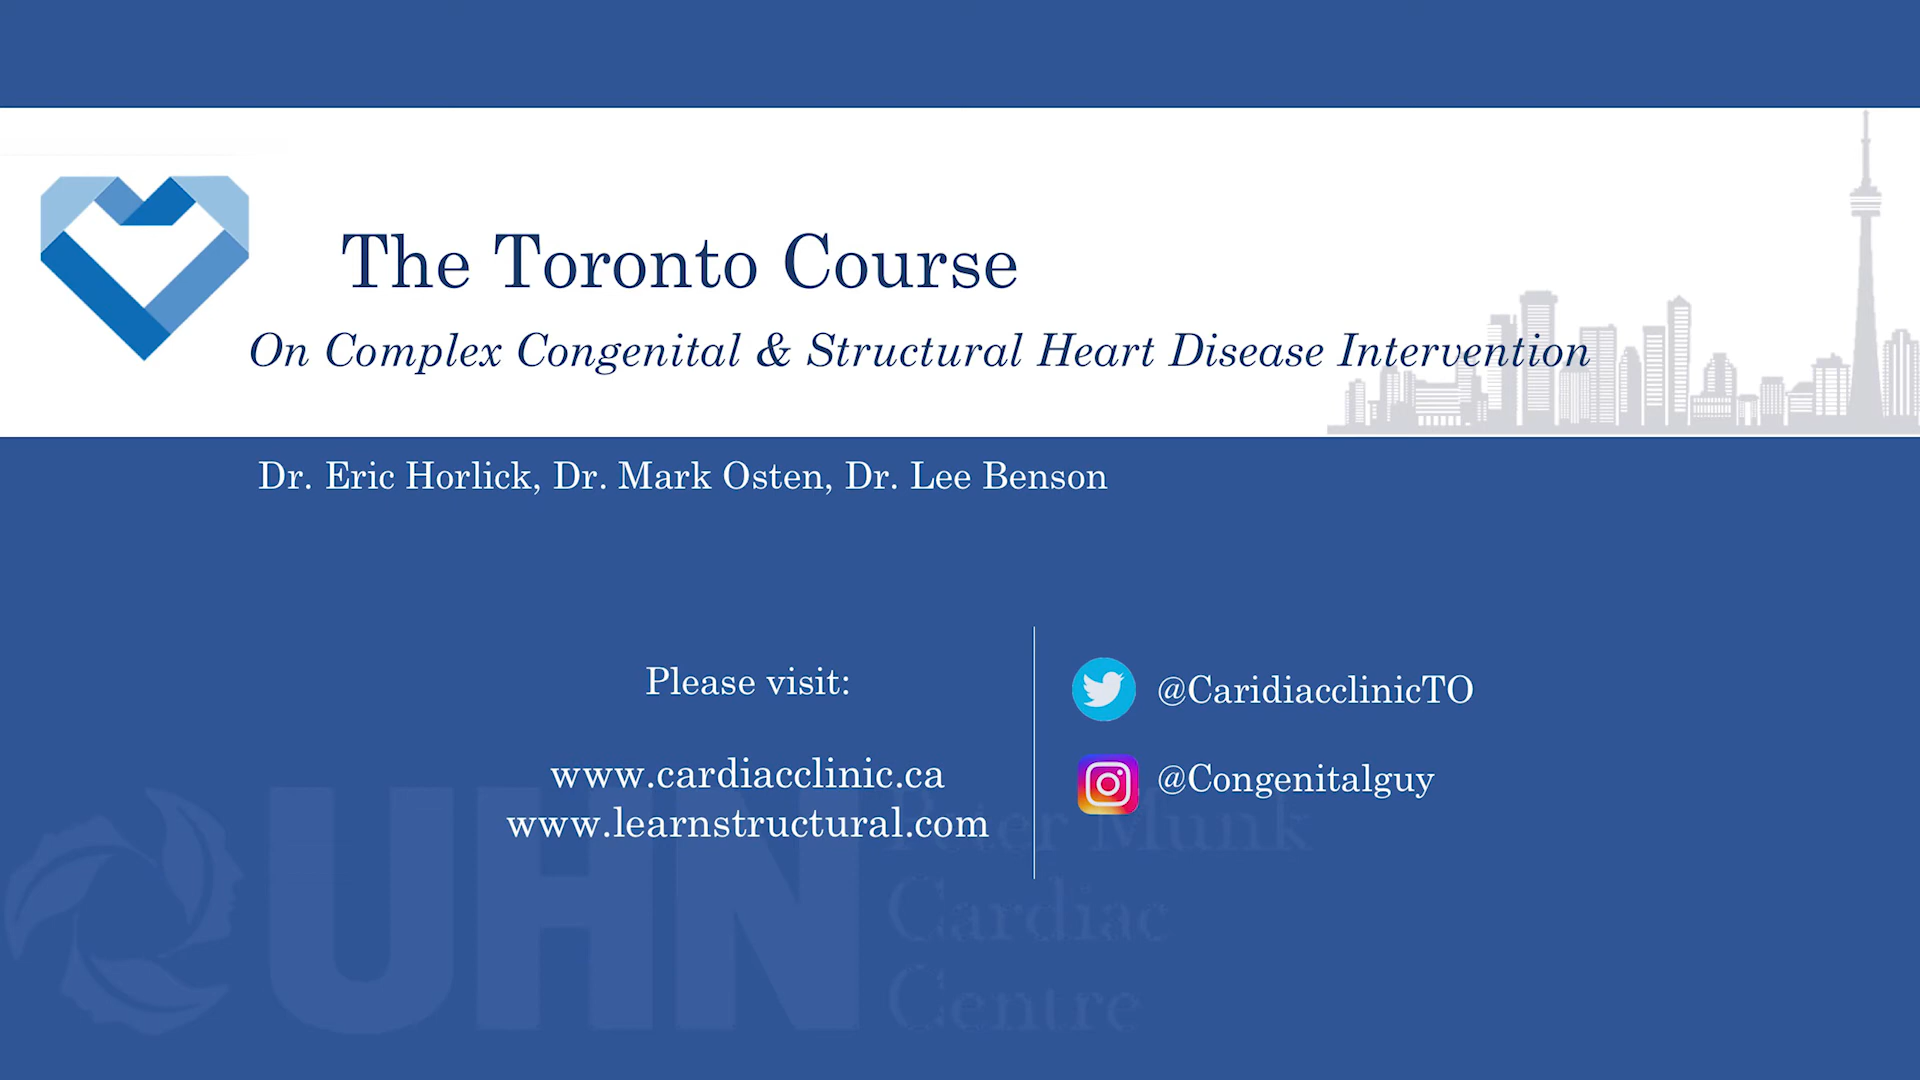 The Toronto Course
On Complex Congenital & Structural Heart Disease Intervention
Dr. Eric Horlick, Dr. Mark Osten, Dr. Lee Benson
Please visit:
www.cardiacclinic.ca
www.learnstructural.com
@CaridiacclinicTO
@Congenitalguy
UHN
Peter Munk
Cardiac
Centre